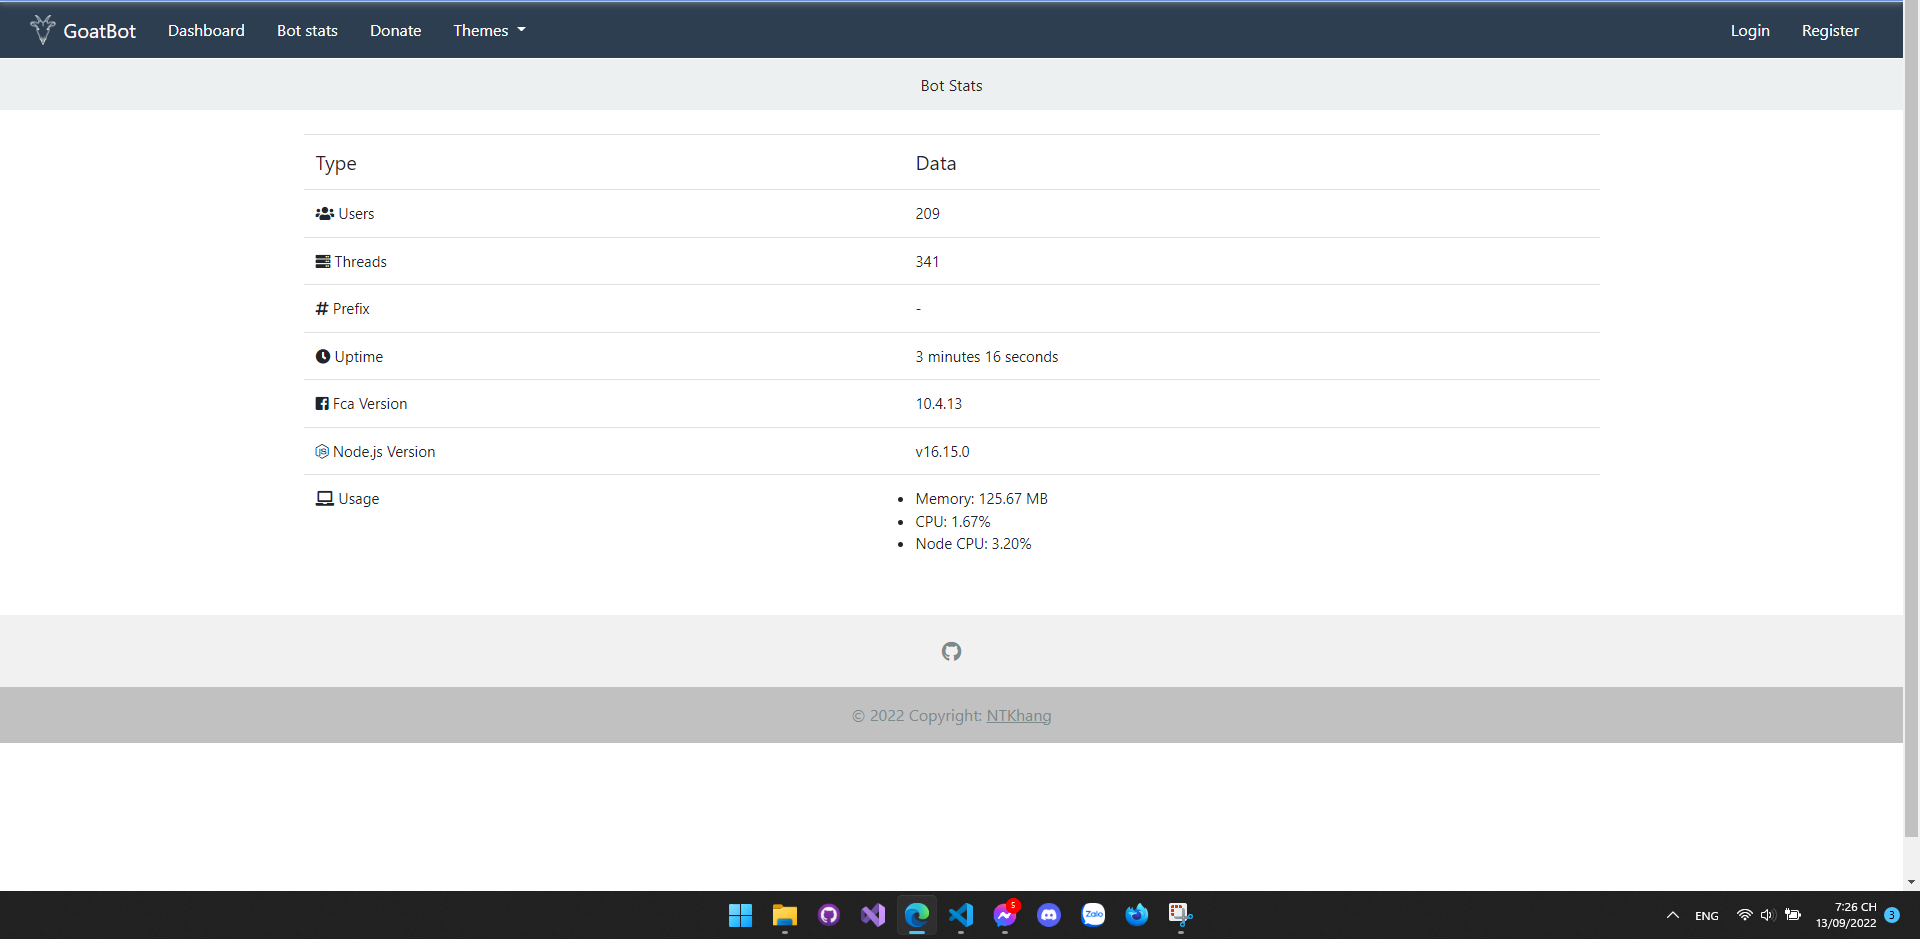 GoatBot Dashboard Bot stats Donate Themes Login Register
Bot Stats
Type Data
Users 209
Threads 341
Prefix -
Uptime 3 minutes 16 seconds
Fca Version 10.4.13
Node.js Version v16.15.0
Usage • Memory: 125.67 MB
• CPU: 1.67%
• Node CPU: 3.20%
© 2022 Copyright: NTKhang
5
Zalo
ENG
7:26 CH
13/09/2022
3